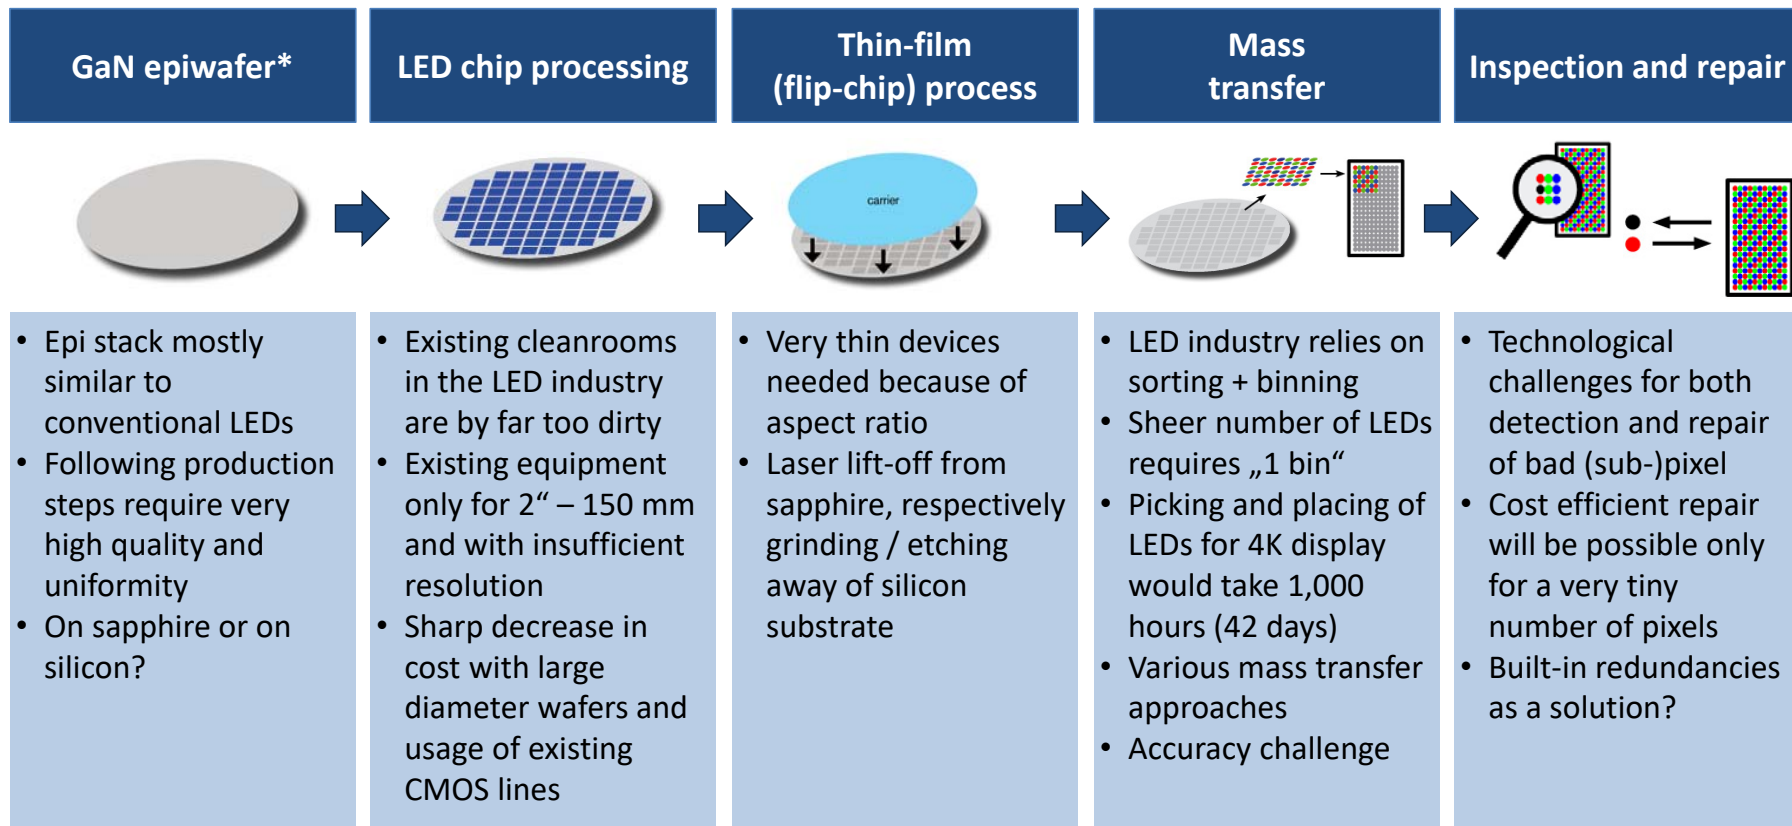 GaN epiwafer*
LED chip processing
Thin-film
(flip-chip) process
Mass
transfer
Inspection and repair
carrier
• Epi stack mostly
similar to
conventional LEDs
• Following production
steps require very
high quality and
uniformity
• On sapphire or on
silicon?
• Existing cleanrooms
in the LED industry
are by far too dirty
• Existing equipment
only for 2“ – 150 mm
and with insufficient
resolution
• Sharp decrease in
cost with large
diameter wafers and
usage of existing
CMOS lines
• Very thin devices
needed because of
aspect ratio
• Laser lift-off from
sapphire, respectively
grinding / etching
away of silicon
substrate
• LED industry relies on
sorting + binning
• Sheer number of LEDs
requires „1 bin“
• Picking and placing of
LEDs for 4K display
would take 1,000
hours (42 days)
• Various mass transfer
approaches
• Accuracy challenge
• Technological
challenges for both
detection and repair
of bad (sub-)pixel
• Cost efficient repair
will be possible only
for a very tiny
number of pixels
• Built-in redundancies
as a solution?